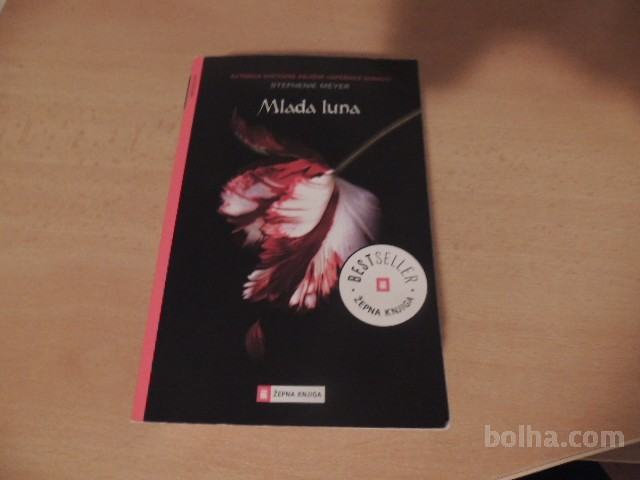 STEPHENIE MEYER
Mlada luna
BESTSELLER
ŽEPNA KNJIGA
ŽEPNA KNJIGA
bolha.com